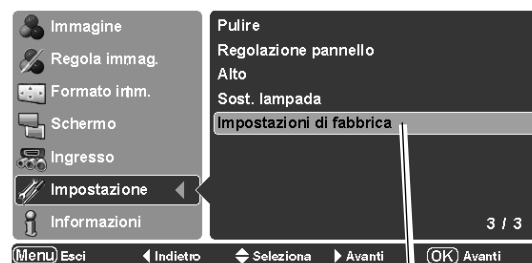 Immagine
Regola immag.
Formato imm.
Schermo
Ingresso
Impostazione
Informazioni
Pulire
Regolazione pannello
Alto
Sost. lampada
Impostazioni di fabbrica
3 / 3
Menu Esci
Indietro
Seleziona
Avanti
OK Avanti